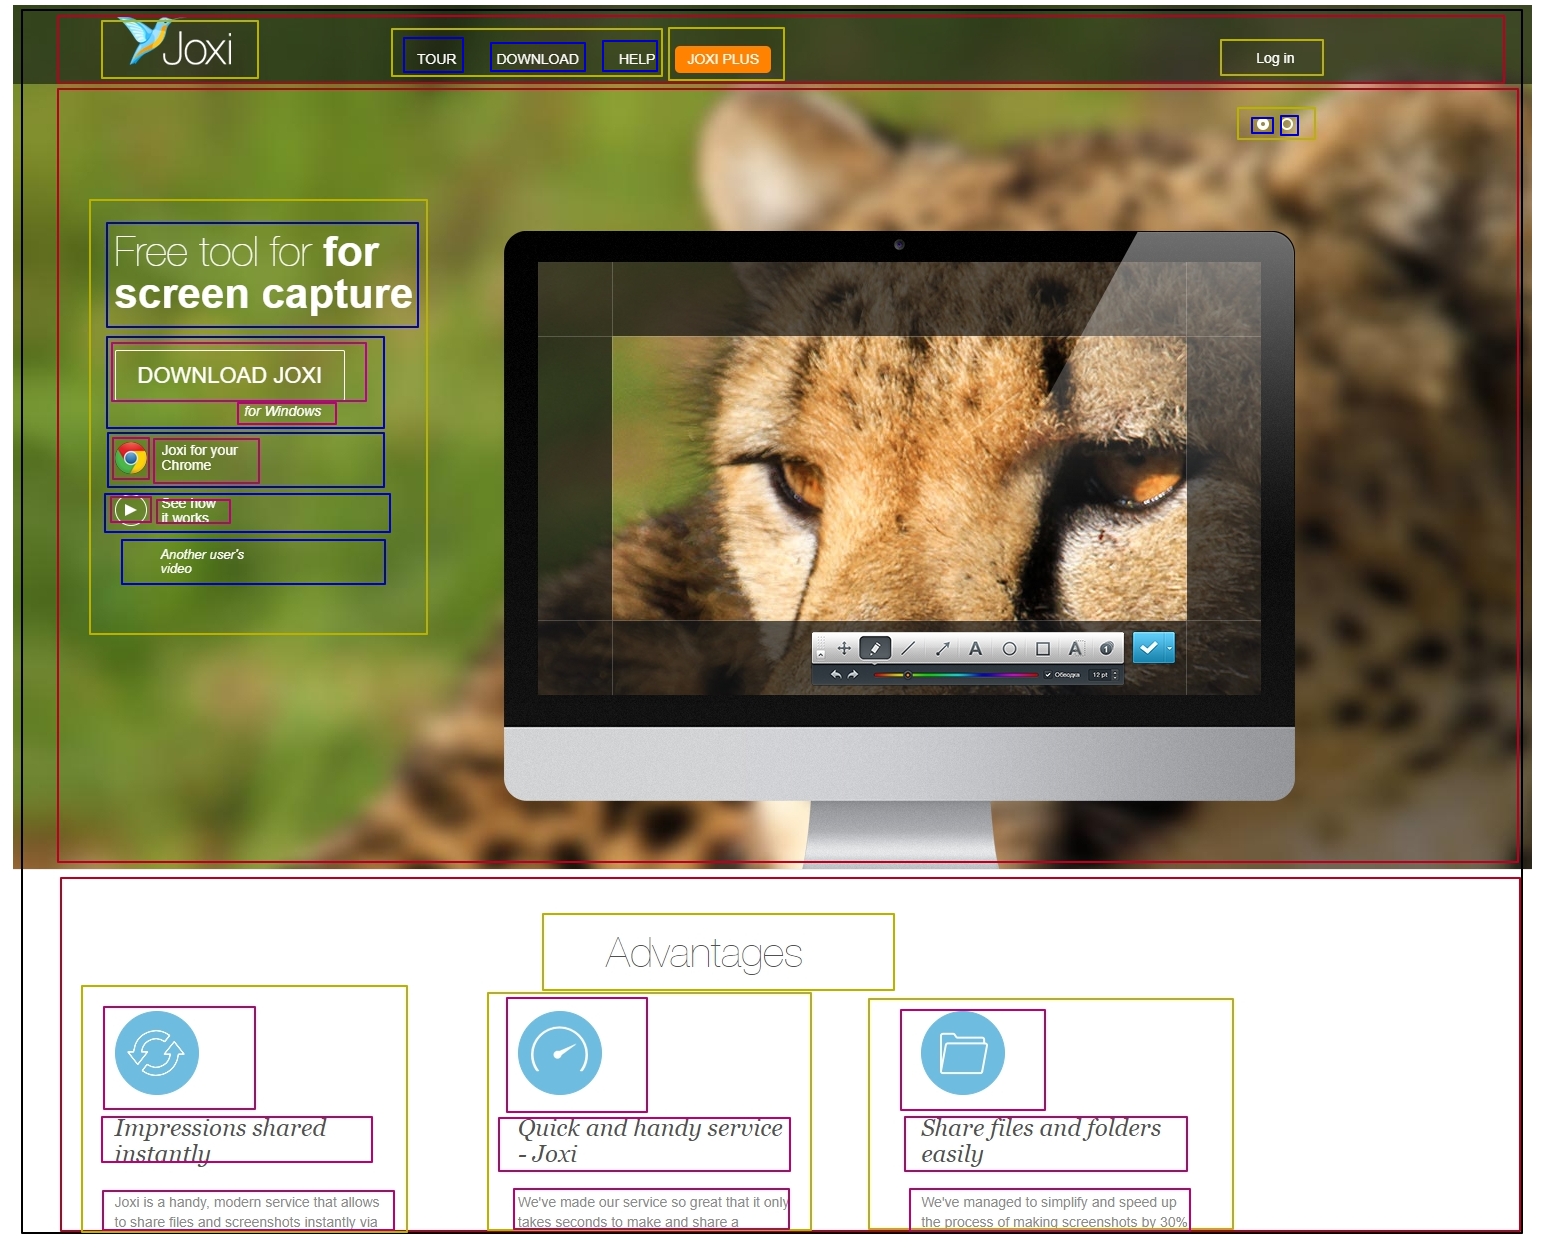 Joxi
TOUR
DOWNLOAD
HELP
JOXI PLUS
Log in
Free tool for for
screen capture
DOWNLOAD JOXI
for Windows
Joxi for your
Chrome
See how
it works
Another user's
video
A
A
1
Обводка
12 pt
Advantages
Impressions shared
instantly
Joxi is a handy, modern service that allows
to share files and screenshots instantly via
Quick and handy service
- Joxi
We've made our service so great that it only
takes seconds to make and share a
Share files and folders
easily
We've managed to simplify and speed up
the process of making screenshots by 30%